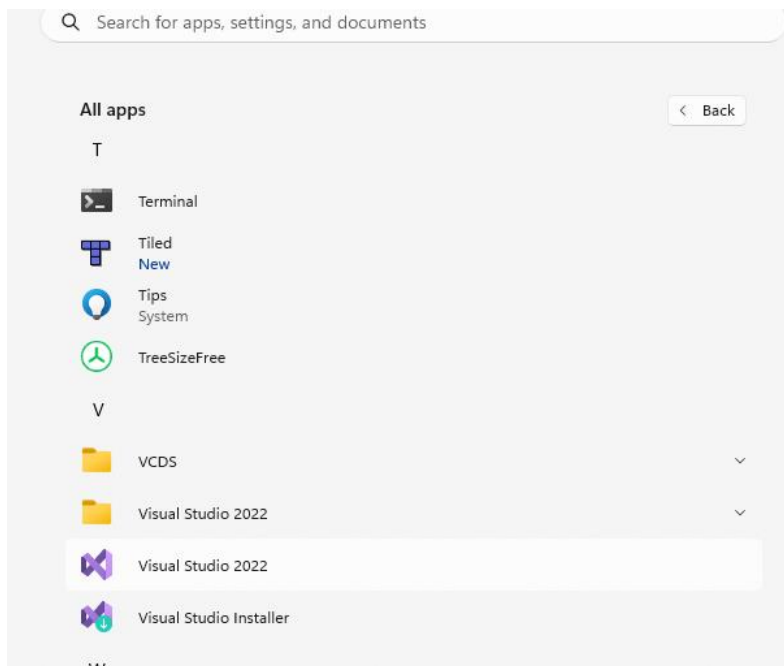 Search for apps, settings, and documents
All apps
Back
T
Terminal
Tiled
New
Tips
System
TreeSizeFree
V
VCDS
Visual Studio 2022
Visual Studio 2022
Visual Studio Installer